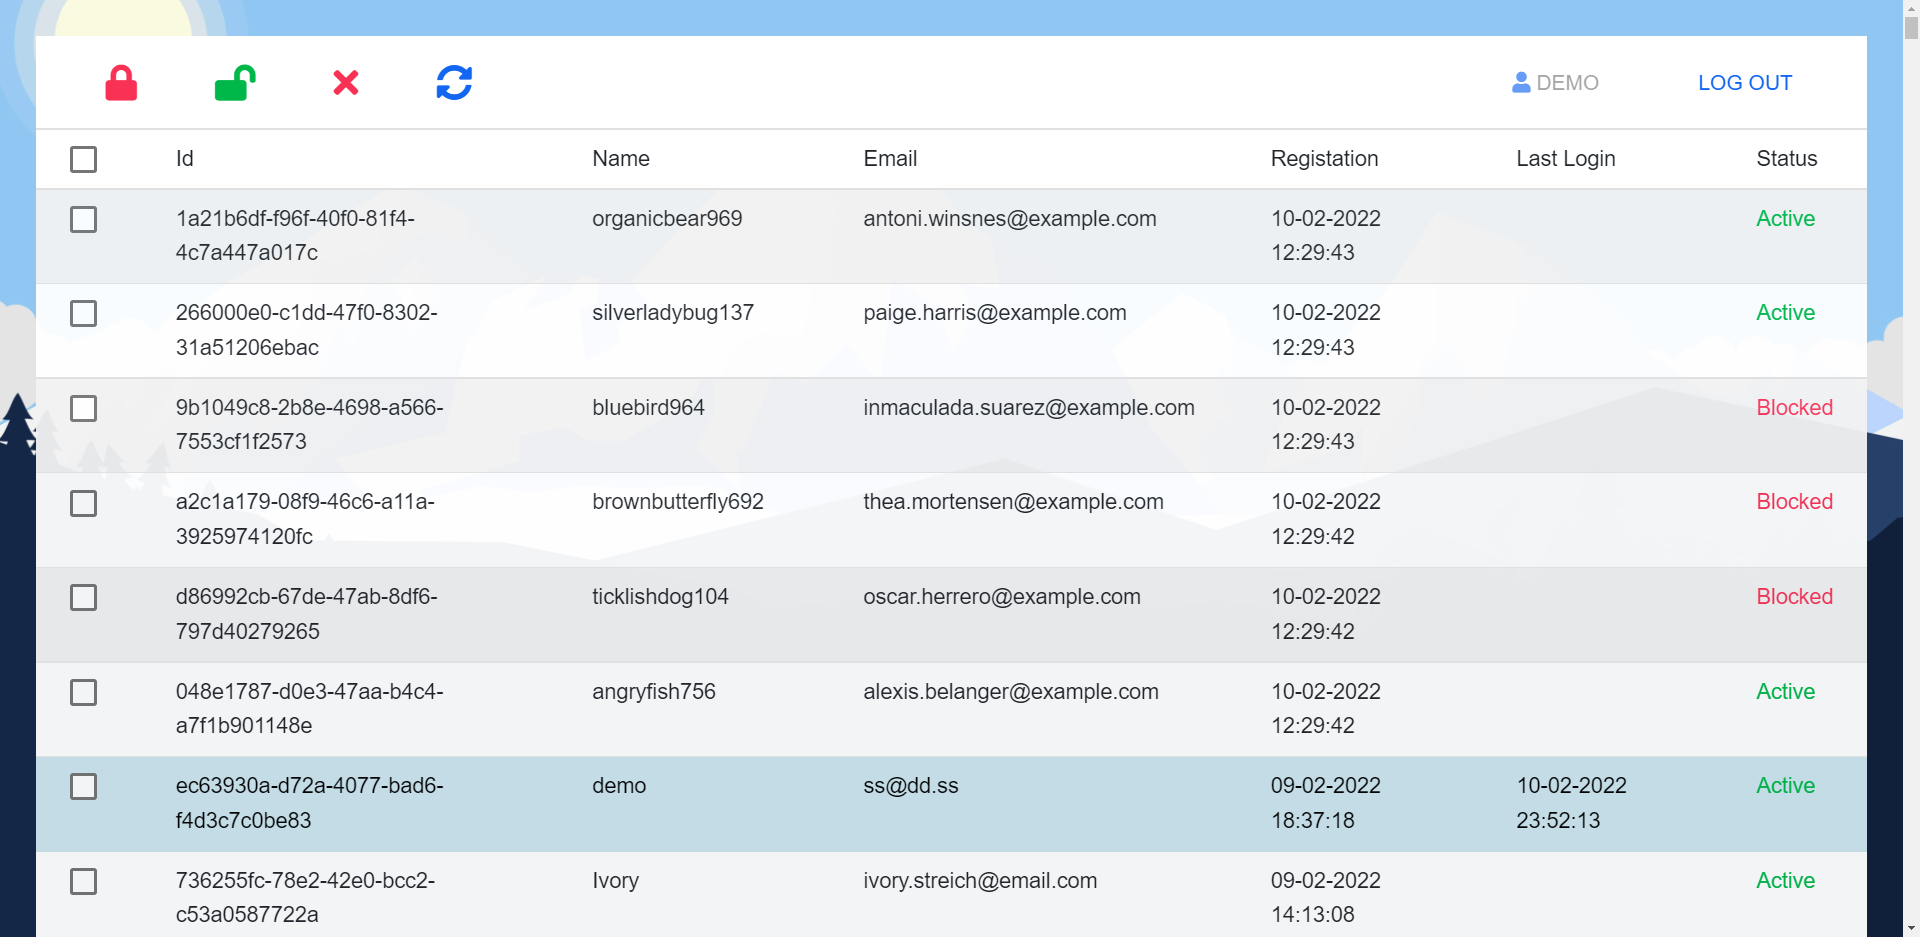 DEMO LOG OUT
Id Name Email Registation Last Login Status
1a21b6df-f96f-40f0-81f4- organicbear969 antoni.winsnes@example.com 10-02-2022 Active
4c7a447a017c 12:29:43
266000e0-c1dd-47f0-8302- silverladybug137 paige.harris@example.com 10-02-2022 Active
31a51206ebac 12:29:43
9b1049c8-2b8e-4698-a566- bluebird964 inmaculada.suarez@example.com 10-02-2022 Blocked
7553cf1f2573 12:29:43
a2c1a179-08f9-46c6-a11a- brownbutterfly692 thea.mortensen@example.com 10-02-2022 Blocked
3925974120fc 12:29:42
d86992cb-67de-47ab-8df6- ticklishdog104 oscar.herrero@example.com 10-02-2022 Blocked
797d40279265 12:29:42
048e1787-d0e3-47aa-b4c4- angryfish756 alexis.belanger@example.com 10-02-2022 Active
a7f1b901148e 12:29:42
ec63930a-d72a-4077-bad6- demo ss@dd.ss 09-02-2022 10-02-2022 Active
f4d3c7c0be83 18:37:18 23:52:13
736255fc-78e2-42e0-bcc2- Ivory ivory.streich@email.com 09-02-2022 Active
c53a0587722a 14:13:08